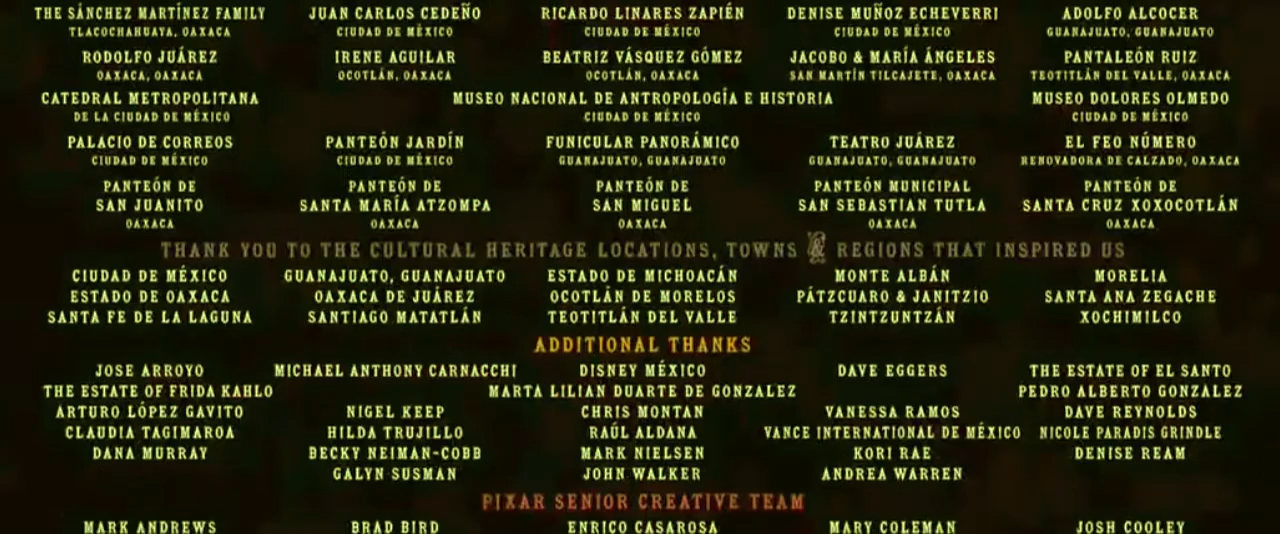 THE SÁNCHEZ MARTÍNEZ FAMILY JUAN CARLOS CEDEÑO RICARDO LINARES ZAPIÉN DENISE MUÑOZ ECHEVERRI ADOLFO ALCOCER
TLACOCHAHUAYA, OAXACA CIUDAD DE MÉXICO CIUDAD DE MÉXICO CIUDAD DE MÉXICO GUANAJUATO, GUANAJUATO
RODOLFO JUÁREZ IRENE AGUILAR BEATRIZ VÁSQUEZ GÓMEZ JACOBO & MARÍA ÁNGELES PANTALEÓN RUIZ
OAXACA, OAXACA OCOTLÁN, OAXACA OCOTLÁN, OAXACA SAN MARTÍN TILCAJETE, OAXACA TEOTITLÁN DEL VALLE, OAXACA
CATEDRAL METROPOLITANA MUSEO NACIONAL DE ANTROPOLOGÍA E HISTORIA MUSEO DOLORES OLMEDO
DE LA CIUDAD DE MÉXICO CIUDAD DE MÉXICO CIUDAD DE MÉXICO
PALACIO DE CORREOS PANTEÓN JARDÍN FUNICULAR PANORÁMICO TEATRO JUÁREZ EL FEO NÚMERO
CIUDAD DE MÉXICO CIUDAD DE MÉXICO GUANAJUATO, GUANAJUATO GUANAJUATO, GUANAJUATO RENOVADORA DE CALZADO, OAXACA
PANTEÓN DE PANTEÓN DE PANTEÓN DE PANTEÓN MUNICIPAL PANTEÓN DE
SAN JUANITO SANTA MARÍA ATZOMPA SAN MIGUEL SAN SEBASTIAN TUTLA SANTA CRUZ XOXOCOTLÁN
OAXACA OAXACA OAXACA OAXACA OAXACA
THANK YOU TO THE CULTURAL HERITAGE LOCATIONS, TOWNS & REGIONS THAT INSPIRED US
CIUDAD DE MÉXICO GUANAJUATO, GUANAJUATO ESTADO DE MICHOACÁN MONTE ALBÁN MORELIA
ESTADO DE OAXACA OAXACA DE JUÁREZ OCOTLÁN DE MORELOS PÁTZCUARO & JANITZIO SANTA ANA ZEGACHE
SANTA FE DE LA LAGUNA SANTIAGO MATATLÁN TEOTITLÁN DEL VALLE TZINTZUNTZÁN XOCHIMILCO
ADDITIONAL THANKS
JOSE ARROYO MICHAEL ANTHONY CARNACCHI DISNEY MÉXICO DAVE EGGERS THE ESTATE OF EL SANTO
THE ESTATE OF FRIDA KAHLO MARTA LILIAN DUARTE DE GONZALEZ PEDRO ALBERTO GONZÁLEZ
ARTURO LÓPEZ GAVITO NIGEL KEEP CHRIS MONTAN VANESSA RAMOS DAVE REYNOLDS
CLAUDIA TAGIMAROA HILDA TRUJILLO RAÚL ALDANA VANCE INTERNATIONAL DE MÉXICO NICOLE PARADIS GRINDLE
DANA MURRAY BECKY NEIMAN-COBB MARK NIELSEN KORI RAE DENISE REAM
GALYN SUSMAN JOHN WALKER ANDREA WARREN
PIXAR SENIOR CREATIVE TEAM
MARK ANDREWS BRAD BIRD ENRICO CASAROSA MARY COLEMAN JOSH COOLEY